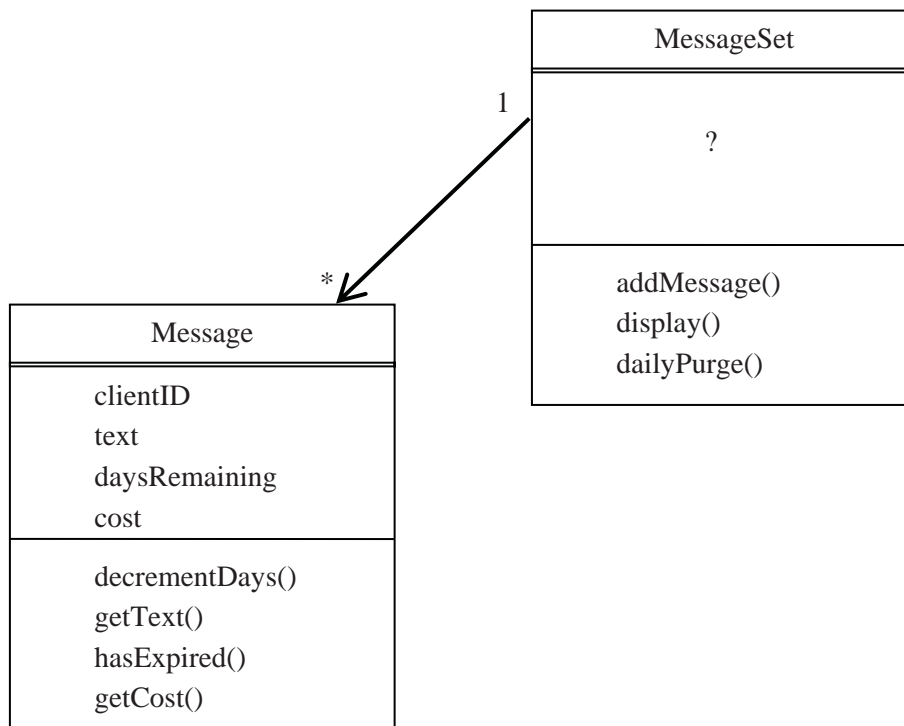 MessageSet
1
?
*
addMessage()
display()
dailyPurge()
Message
clientID
text
daysRemaining
cost
decrementDays()
getText()
hasExpired()
getCost()